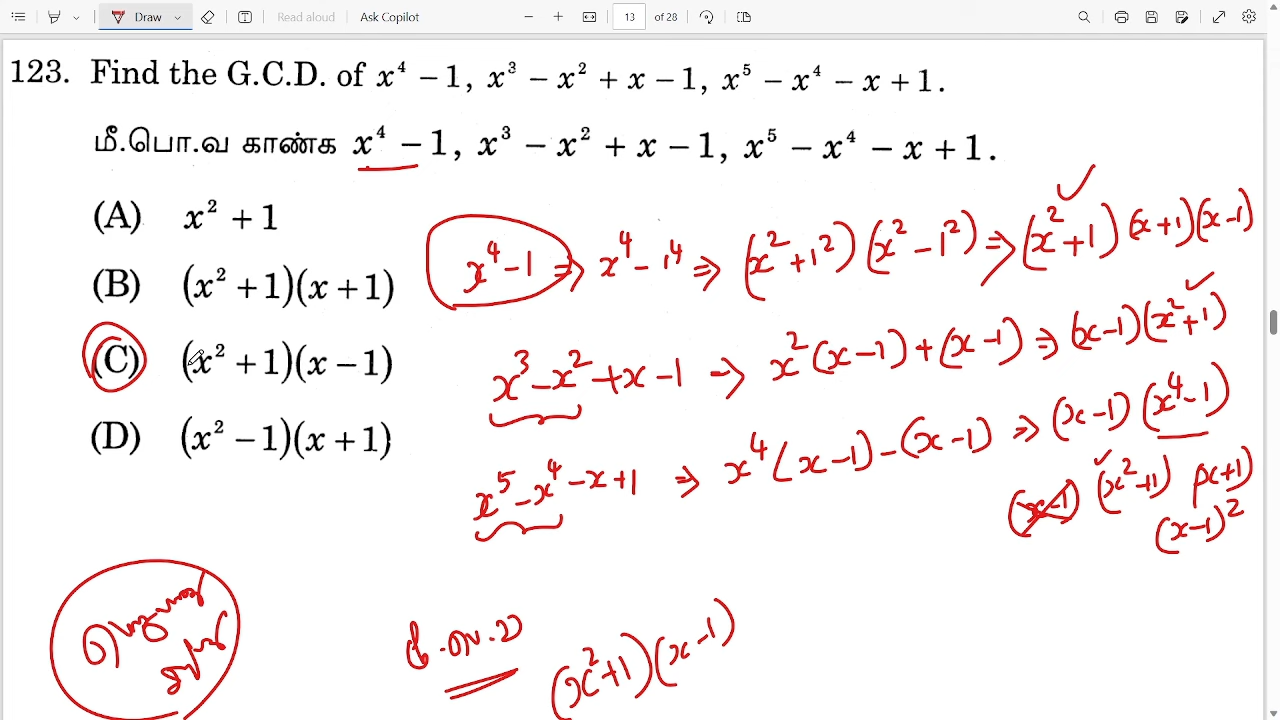 Draw Read aloud Ask Copilot 13 of 28
123. Find the G.C.D. of x⁴ − 1, x³ − x² + x − 1, x⁵ − x⁴ − x + 1.
மீ.பொ.வ காண்க x⁴ − 1, x³ − x² + x − 1, x⁵ − x⁴ − x + 1.
(A) x² + 1
(B) (x² + 1)(x + 1)
(C) (x² + 1)(x − 1)
(D) (x² − 1)(x + 1)
x⁴−1 ⇒ x⁴−1⁴ ⇒ (x²+1²)(x²−1²) ⇒ (x²+1)(x+1)(x−1)
x³−x²+x−1 ⇒ x²(x−1)+(x−1) ⇒ (x−1)(x²+1)
x⁵−x⁴−x+1 ⇒ x⁴(x−1)−(x−1) ⇒ (x−1)(x⁴−1)
(x−1) (x²+1) (x+1)
(x−1)²
(x²+1)(x−1)